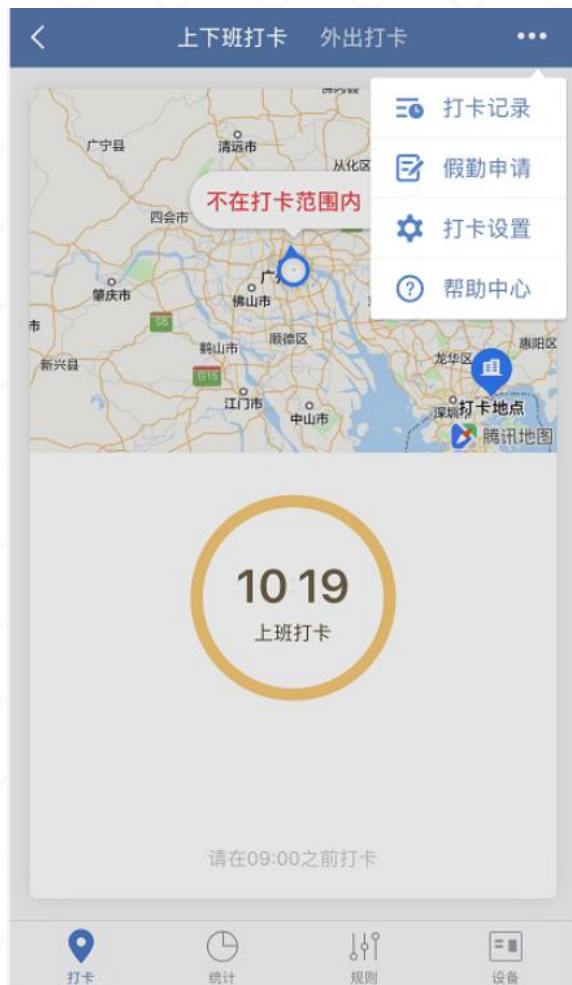 上下班打卡 外出打卡
打卡记录
假勤申请
打卡设置
帮助中心
广宁县
清远市
从化区
不在打卡范围内
四会市
肇庆市
佛山市
S5
鹤山市
顺德区
市
新兴县
G15
江门市
中山市
龙华区
惠阳区
深圳
打卡地点
腾讯地图
10:19
上班打卡
请在09:00之前打卡
打卡
统计
规则
设备